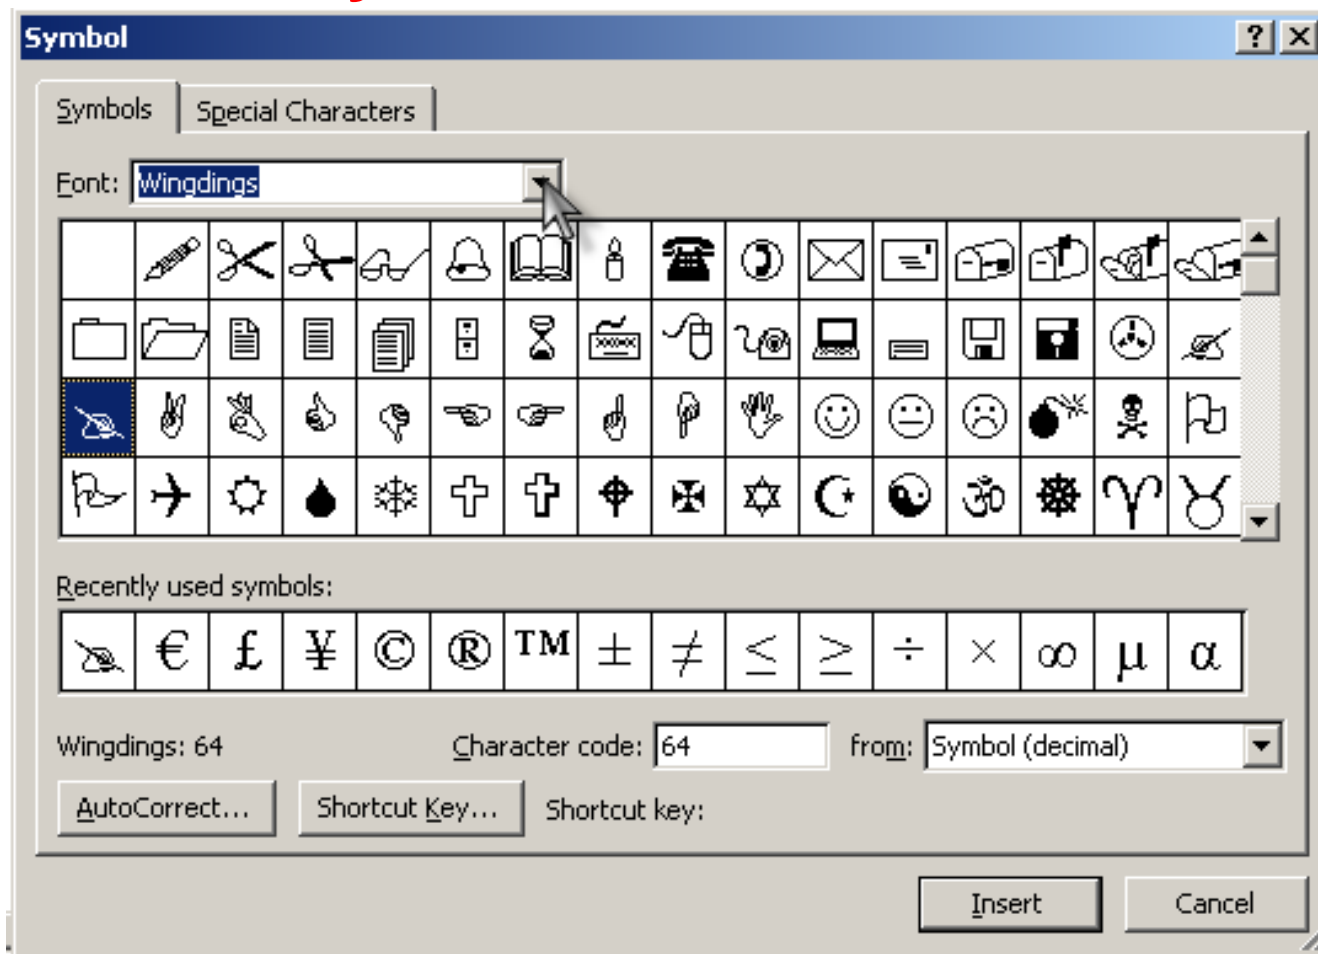 Symbol
Symbols Special Characters
Font: Wingdings
Recently used symbols:
€ £ ¥ © ® ™ ± ≠ ≤ ≥ ÷ × ∞ µ α
Wingdings: 64 Character code: 64 from: Symbol (decimal)
AutoCorrect... Shortcut Key... Shortcut key:
Insert Cancel